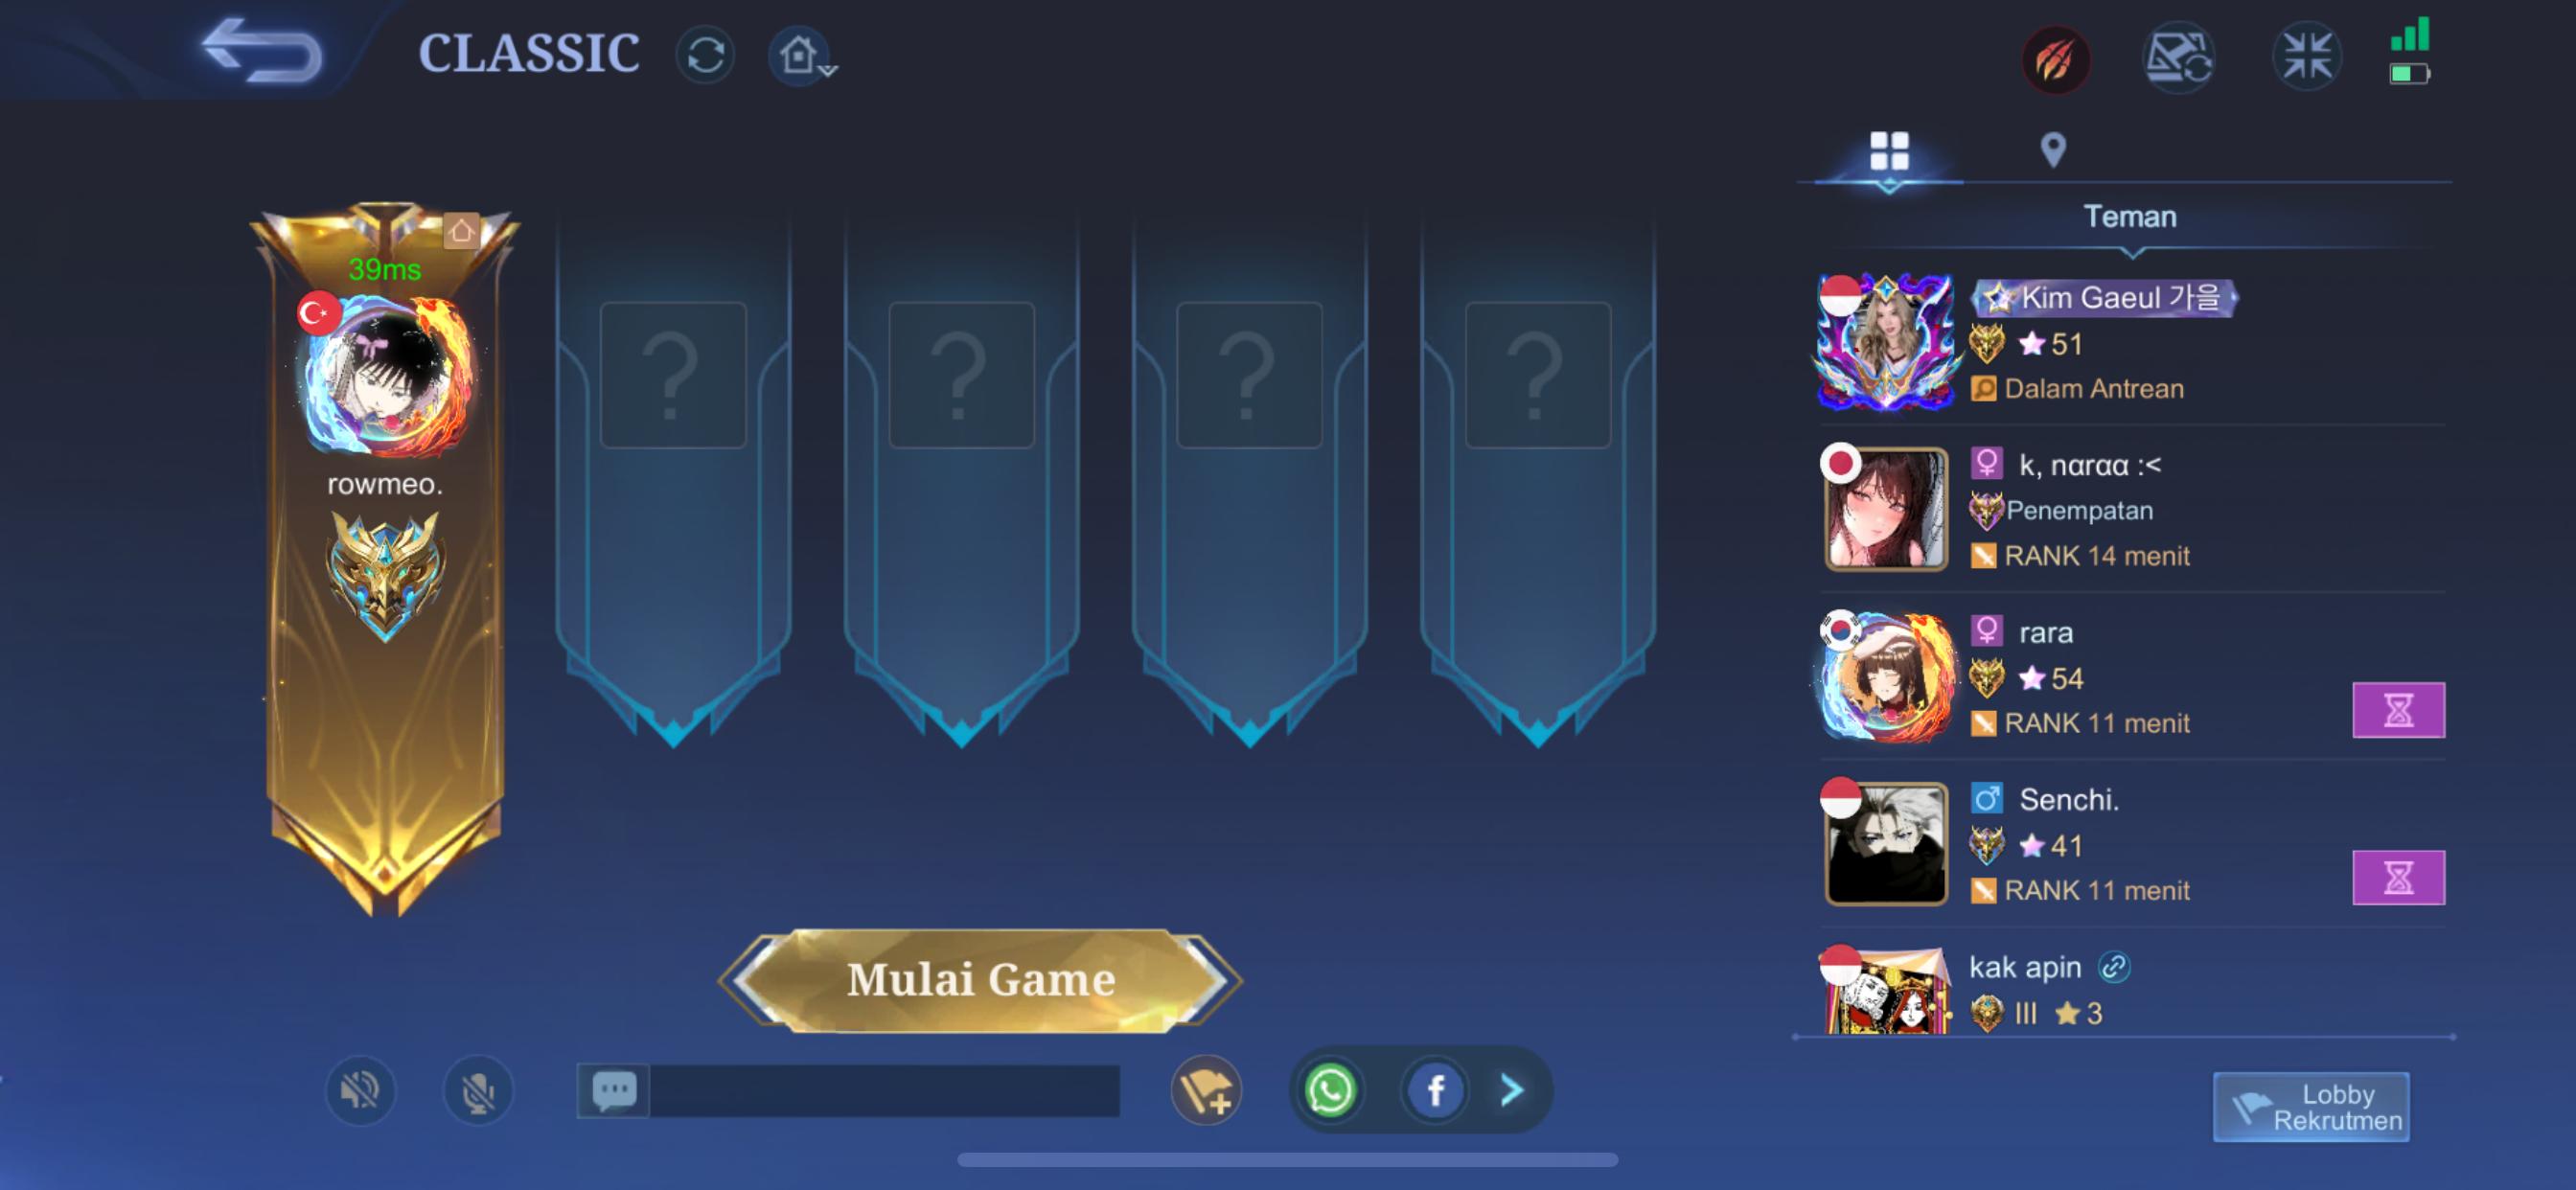 CLASSIC
39ms
rowmeo.
?
?
?
?
Mulai Game
Teman
Kim Gaeul 가을
51
Dalam Antrean
k, nαrαα :<
Penempatan
RANK 14 menit
rara
54
RANK 11 menit
Senchi.
41
RANK 11 menit
kak apin
III 3
Lobby
Rekrutmen